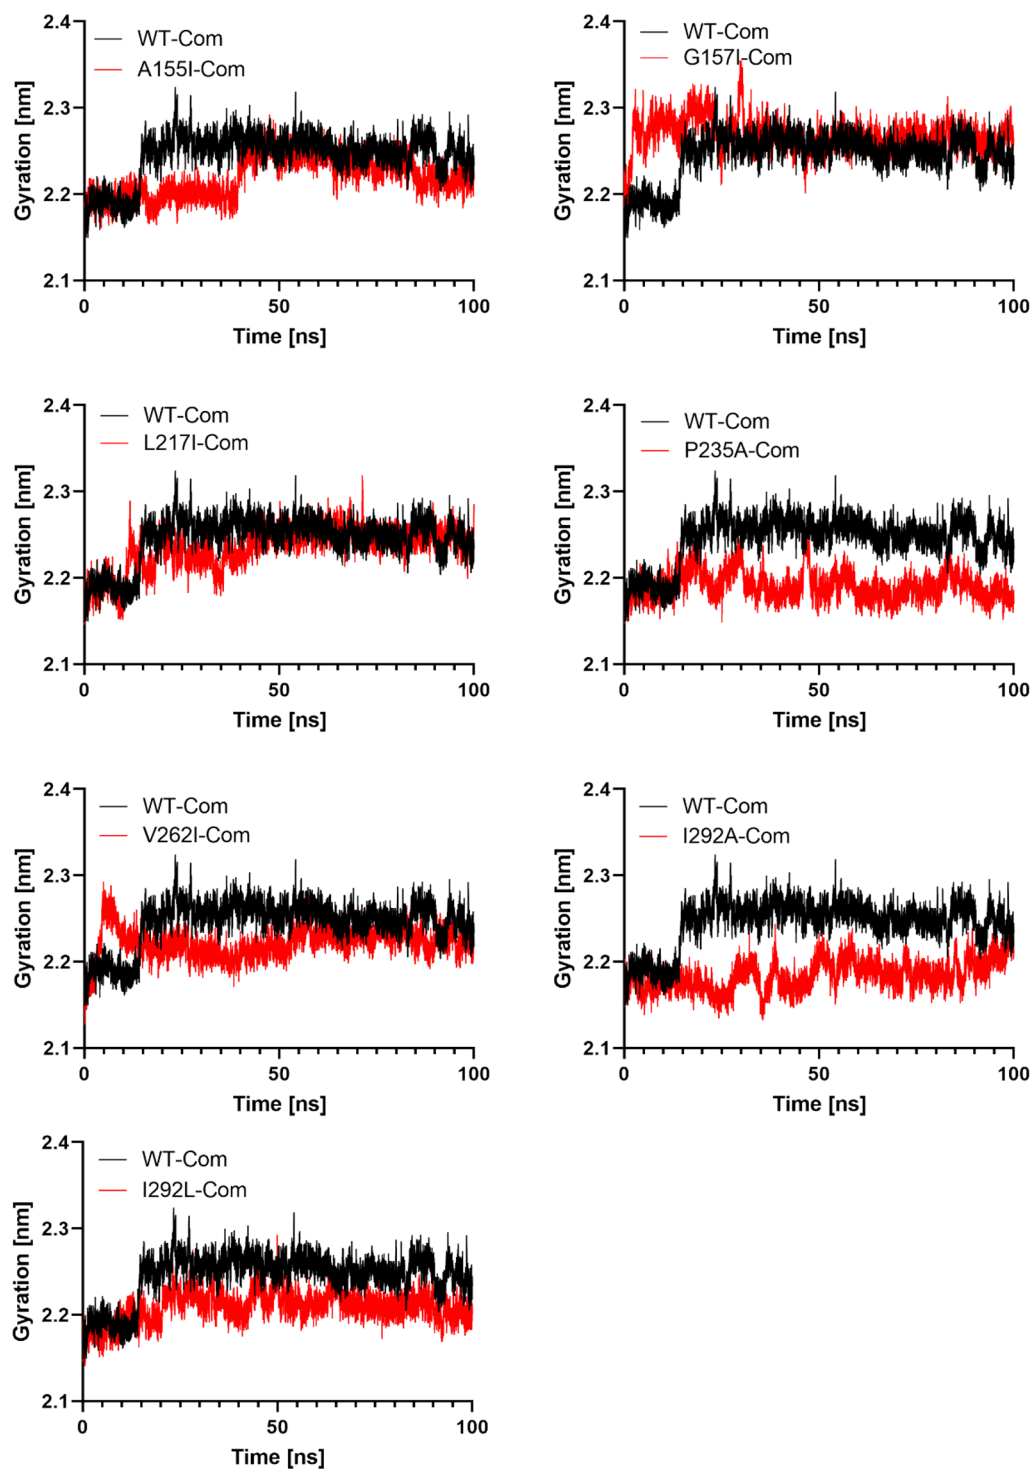 2.4
WT-Com
A155I-Com
2.3
Gyration [nm]
2.2
2.1
0
50
100
Time [ns]
2.4
WT-Com
G157I-Com
2.3
Gyration [nm]
2.2
2.1
0
50
100
Time [ns]
2.4
WT-Com
L217I-Com
2.3
Gyration [nm]
2.2
2.1
0
50
100
Time [ns]
2.4
WT-Com
P235A-Com
2.3
Gyration [nm]
2.2
2.1
0
50
100
Time [ns]
2.4
WT-Com
V262I-Com
2.3
Gyration [nm]
2.2
2.1
0
50
100
Time [ns]
2.4
WT-Com
I292A-Com
2.3
Gyration [nm]
2.2
2.1
0
50
100
Time [ns]
2.4
WT-Com
I292L-Com
2.3
Gyration [nm]
2.2
2.1
0
50
100
Time [ns]